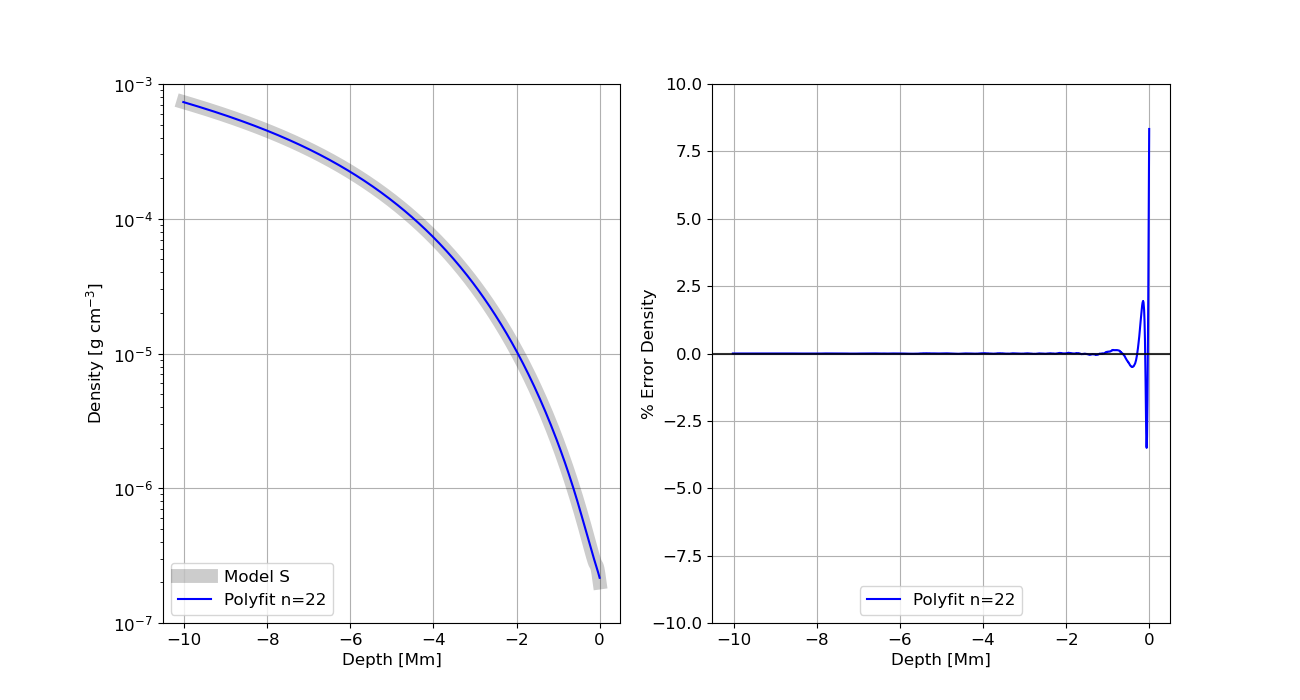 10⁻³
10⁻⁴
10⁻⁵
10⁻⁶
10⁻⁷
Density [g cm⁻³]
Model S
Polyfit n=22
−10 −8 −6 −4 −2 0
Depth [Mm]
10.0
7.5
5.0
2.5
0.0
−2.5
−5.0
−7.5
−10.0
% Error Density
Polyfit n=22
−10 −8 −6 −4 −2 0
Depth [Mm]